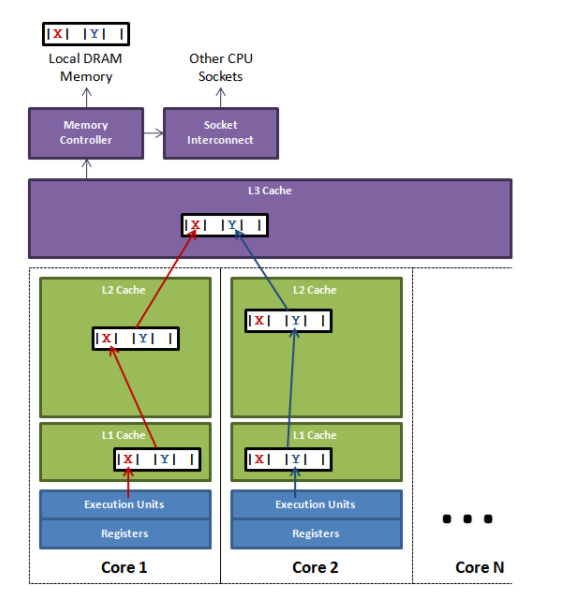 |X| |Y| |
Local DRAM
Memory
Other CPU
Sockets
Memory
Controller
Socket
Interconnect
L3 Cache
|X| |Y| |
L2 Cache
|X| |Y| |
L2 Cache
|X| |Y| |
L1 Cache
|X| |Y| |
L1 Cache
|X| |Y| |
Execution Units
Registers
Execution Units
Registers
Core 1
Core 2
Core N